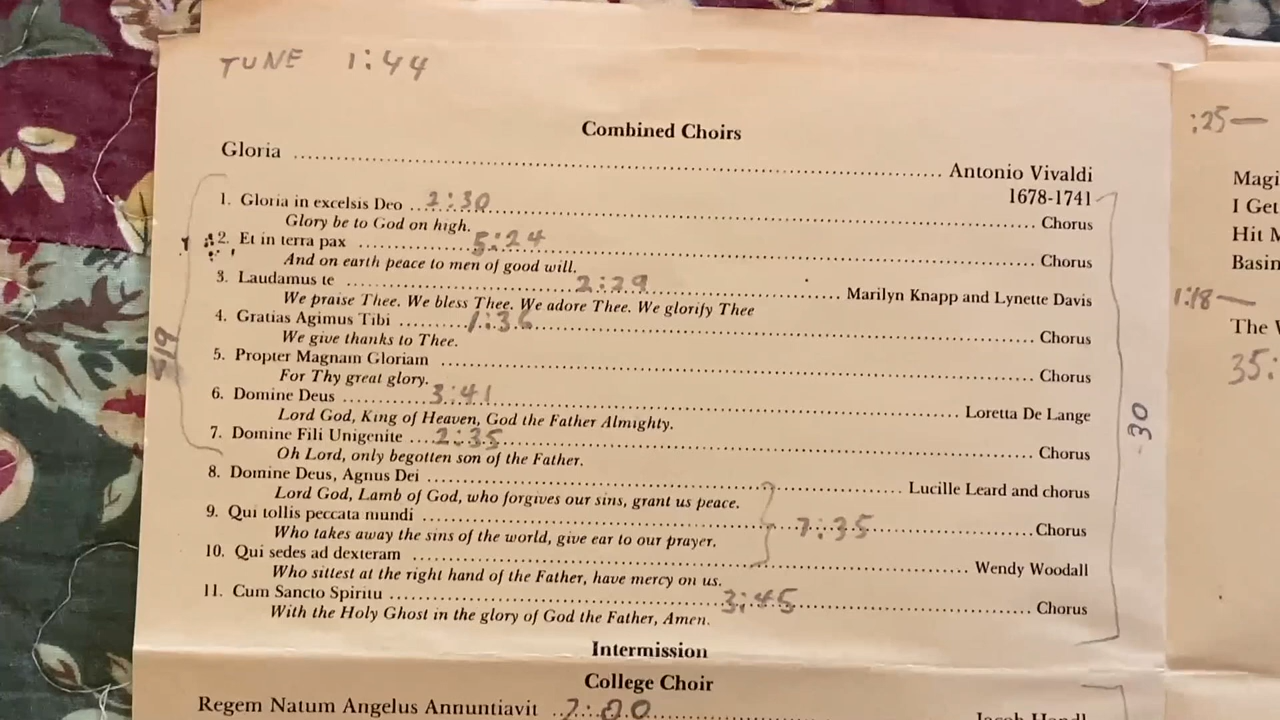 TUNE 1:44
:25—
Combined Choirs
Gloria ........ Antonio Vivaldi
1678-1741
1. Gloria in excelsis Deo ..2:30........ Chorus
Glory be to God on high.
2. Et in terra pax ........5:24........ Chorus
And on earth peace to men of good will.
3. Laudamus te ........2:29........ Marilyn Knapp and Lynette Davis
We praise Thee. We bless Thee. We adore Thee. We glorify Thee
4. Gratias Agimus Tibi ........1:36........ Chorus
We give thanks to Thee.
5. Propter Magnam Gloriam ........ Chorus
For Thy great glory.
6. Domine Deus ........3:41........ Loretta De Lange
Lord God, King of Heaven, God the Father Almighty.
7. Domine Fili Unigenite ....2:35........ Chorus
Oh Lord, only begotten son of the Father.
8. Domine Deus, Agnus Dei ........ Lucille Leard and chorus
Lord God, Lamb of God, who forgives our sins, grant us peace.
9. Qui tollis peccata mundi ........7:35........ Chorus
Who takes away the sins of the world, give ear to our prayer.
10. Qui sedes ad dexteram ........ Wendy Woodall
Who sittest at the right hand of the Father, have mercy on us.
11. Cum Sancto Spiritu ........3:45........ Chorus
With the Holy Ghost in the glory of God the Father, Amen.
30
Intermission
College Choir
Regem Natum Angelus Annuntiavit ..2:00........ Jacob Handl
I Get
Hit
1:18—
The
35: